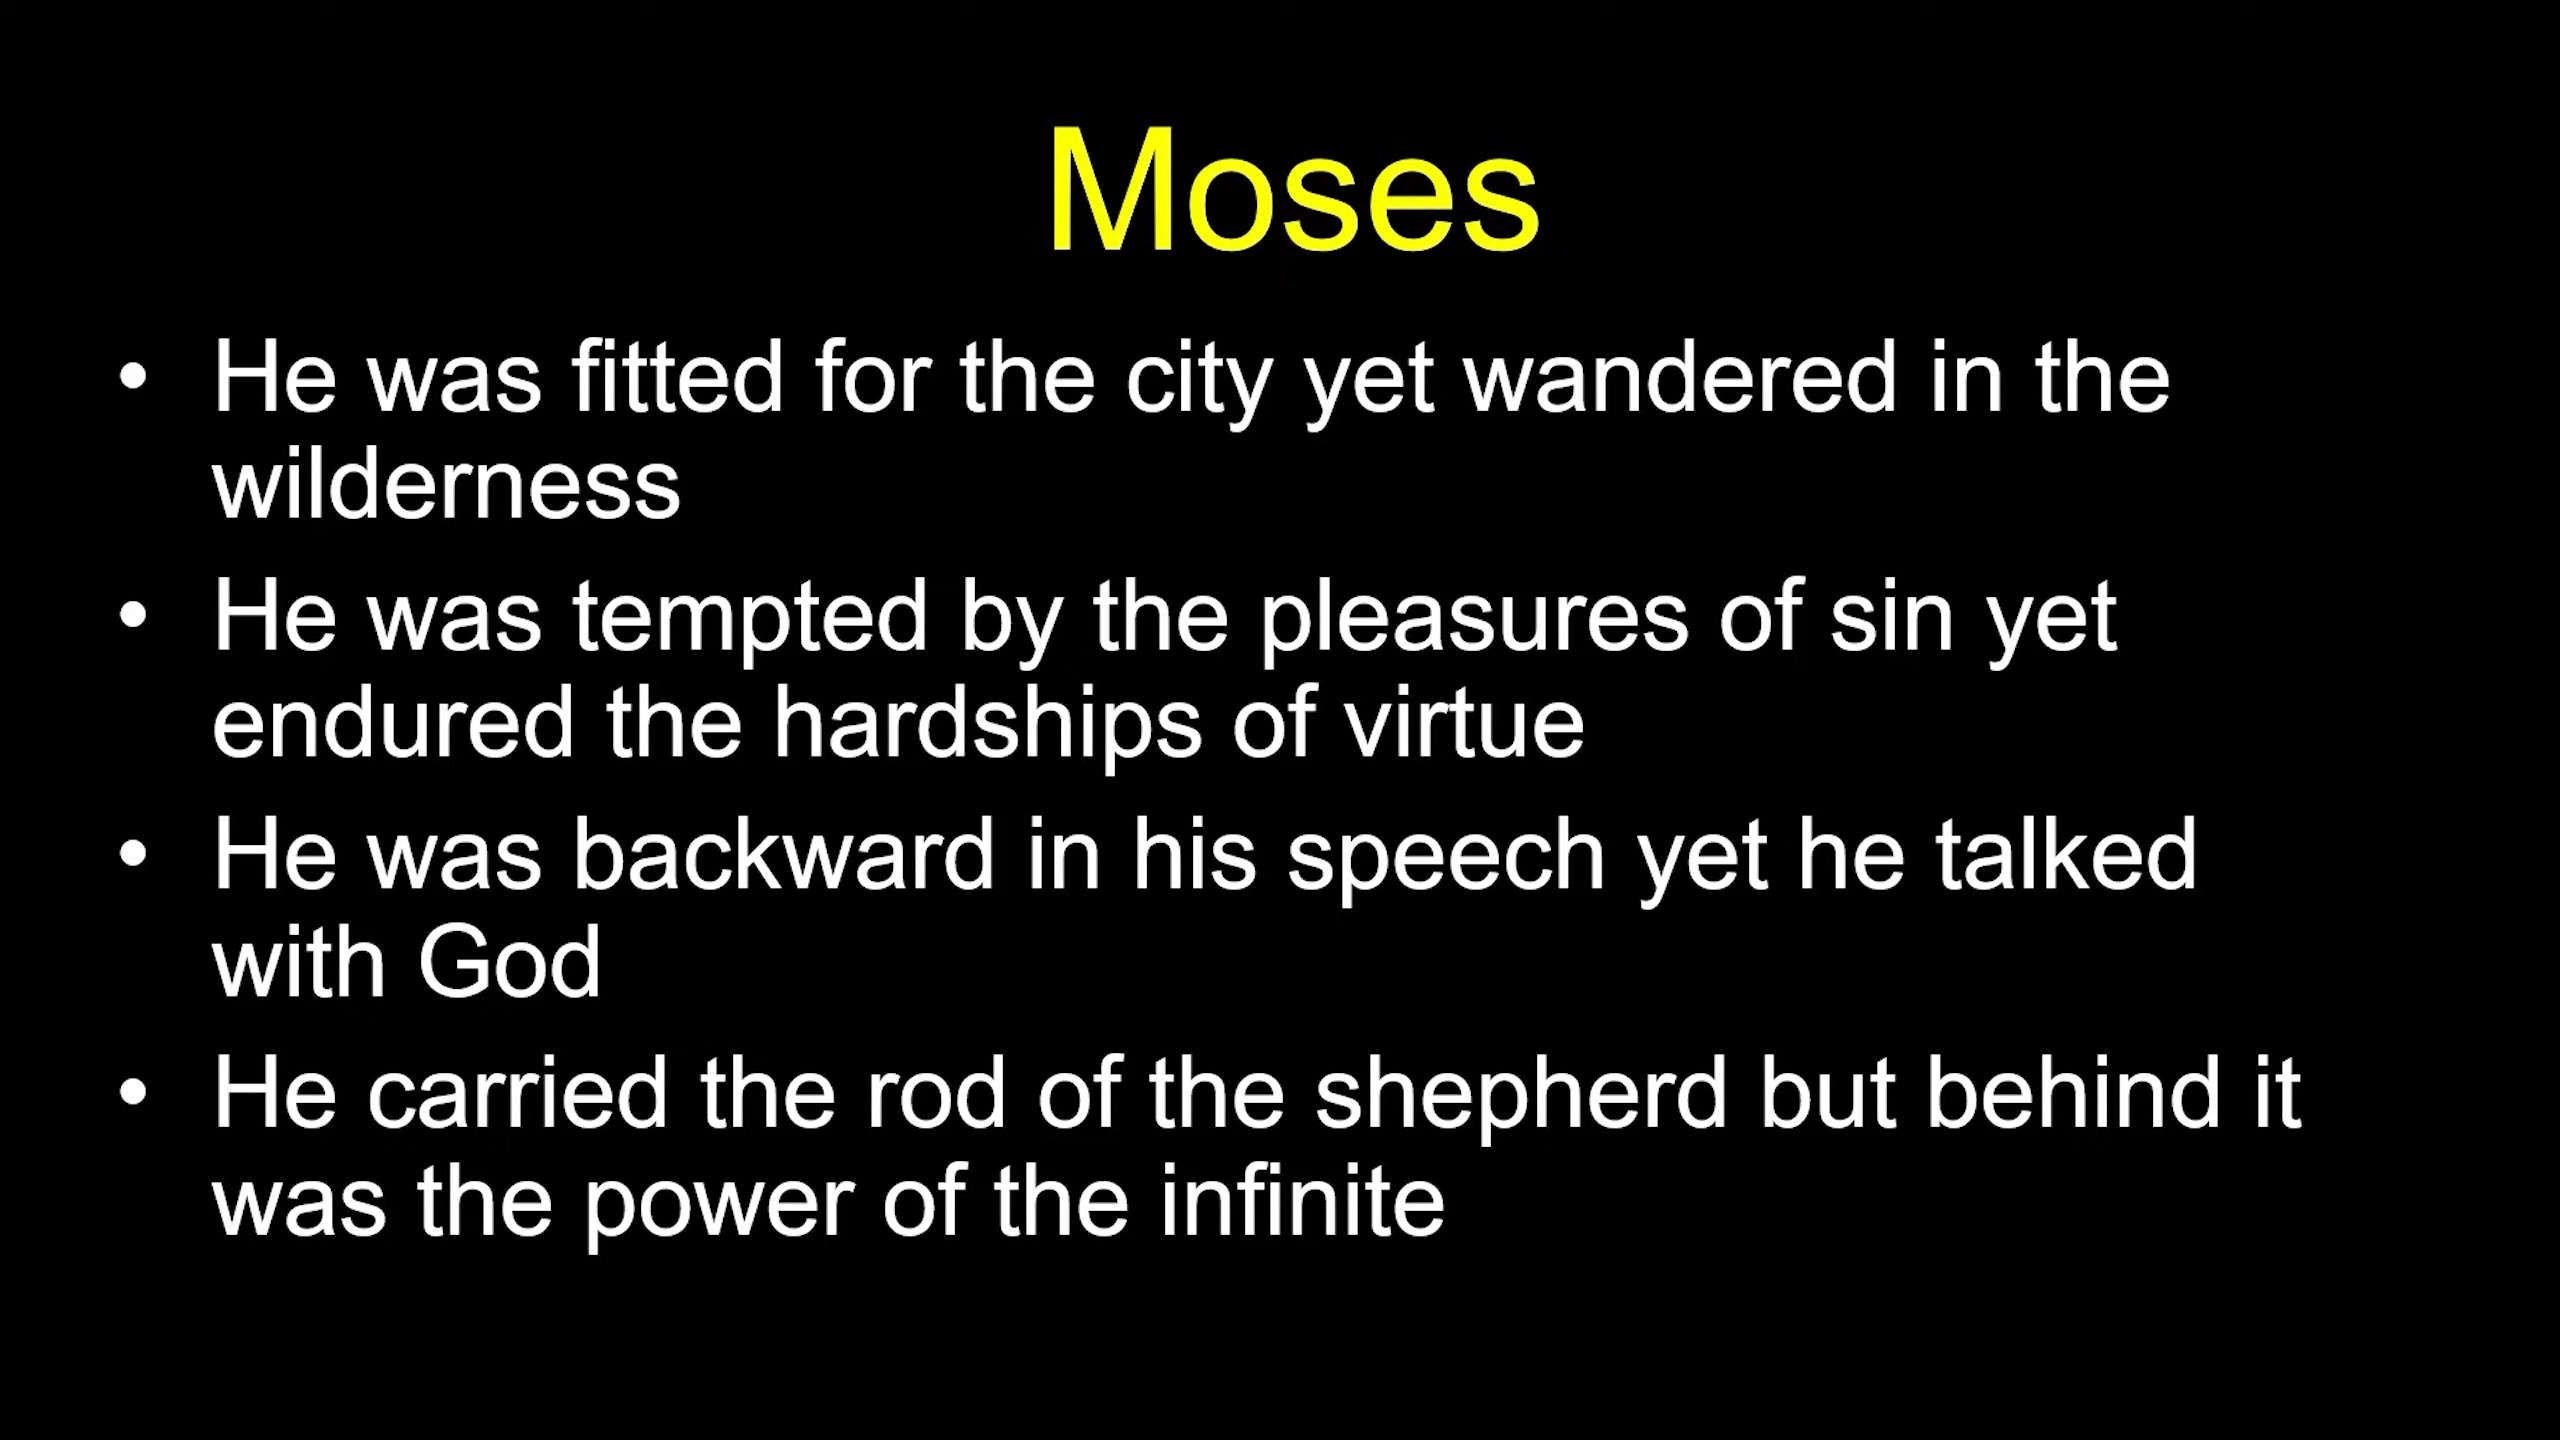 Moses
• He was fitted for the city yet wandered in the
wilderness
• He was tempted by the pleasures of sin yet
endured the hardships of virtue
• He was backward in his speech yet he talked
with God
• He carried the rod of the shepherd but behind it
was the power of the infinite